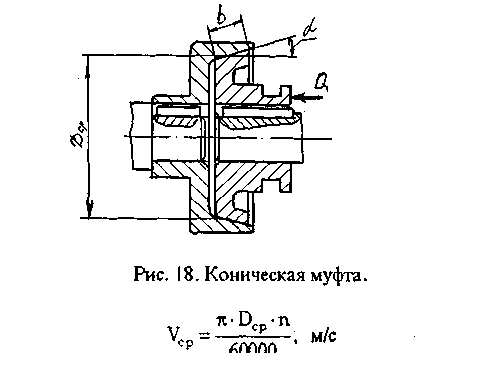 b
α
Q
Dср
Рис. 18. Коническая муфта.
Vср = π · Dср · n / 60000, м/с